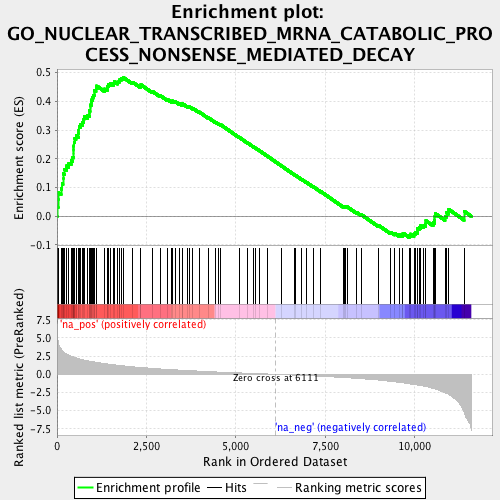 Enrichment plot:
GO_NUCLEAR_TRANSCRIBED_MRNA_CATABOLIC_PRO
CESS_NONSENSE_MEDIATED_DECAY
Enrichment score (ES)
0.5
0.4
0.3
0.2
0.1
0.0
-0.1
'na_pos' (positively correlated)
Ranked list metric (PreRanked)
7.5
5.0
2.5
0.0
-2.5
-5.0
-7.5
Zero cross at 6111
'na_neg' (negatively correlated)
0
2,500
5,000
7,500
10,000
Rank in Ordered Dataset
Enrichment profile
Hits
Ranking metric scores